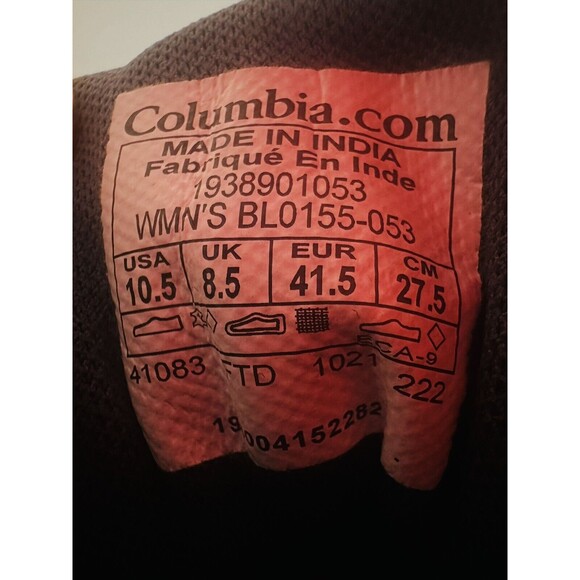 Columbia.com
MADE IN INDIA
Fabriqué En Inde
1938901053
WMN'S BL0155-053
USA UK EUR CM
10.5 8.5 41.5 27.5
ECA-9
41083 FTD 1021 222